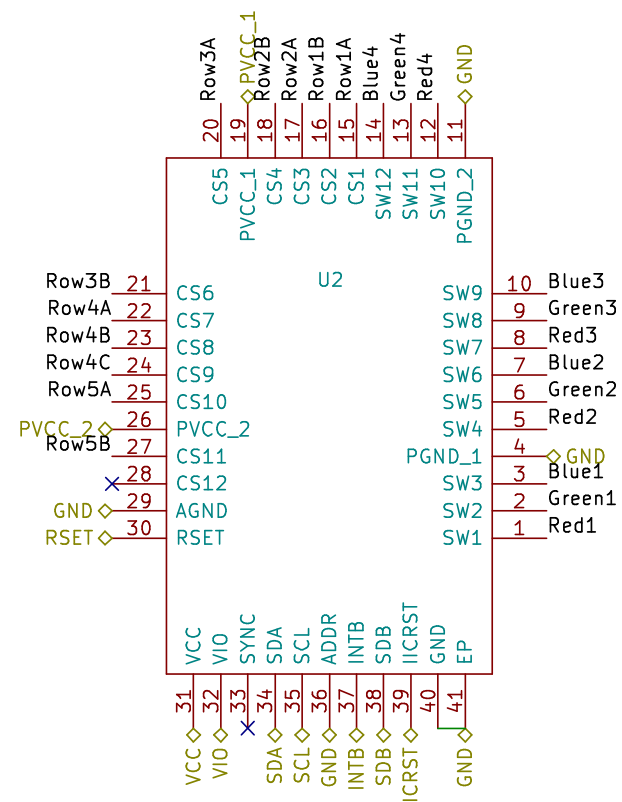 Row3A PVCC_1 Row2B Row2A Row1B Row1A Blue4 Green4 Red4 GND
20 19 18 17 16 15 14 13 12 11
CS5 PVCC_1 CS4 CS3 CS2 CS1 SW12 SW11 SW10 PGND_2
U2
Row3B 21 CS6 SW9 10 Blue3
Row4A 22 CS7 SW8 9 Green3
Row4B 23 CS8 SW7 8 Red3
Row4C 24 CS9 SW6 7 Blue2
Row5A 25 CS10 SW5 6 Green2
PVCC_2 26 PVCC_2 SW4 5 Red2
Row5B 27 CS11 PGND_1 4 GND
28 CS12 SW3 3 Blue1
GND 29 AGND SW2 2 Green1
RSET 30 RSET SW1 1 Red1
VCC VIO SYNC SDA SCL ADDR INTB SDB IICRST GND EP
31 32 33 34 35 36 37 38 39 40 41
VCC VIO SDA SCL GND INTB SDB ICRST GND